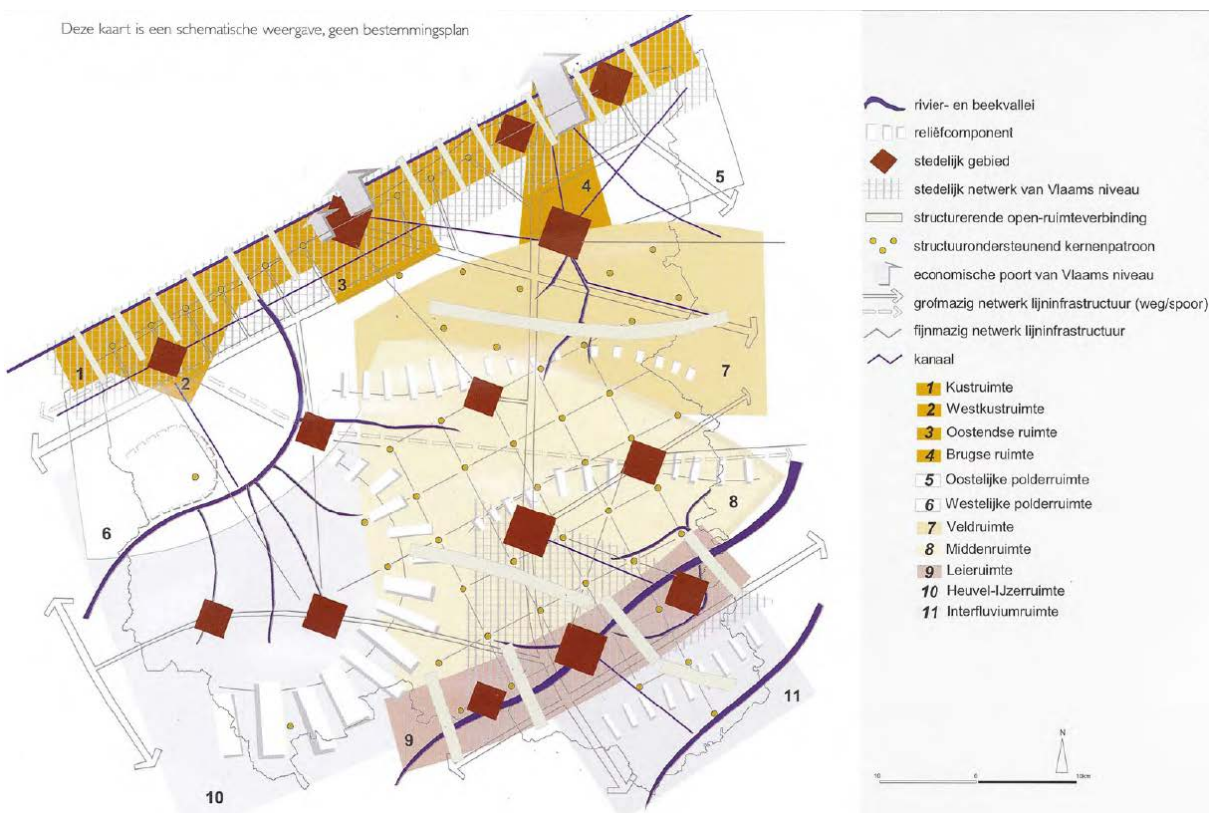 Deze kaart is een schematische weergave, geen bestemmingsplan
rivier- en beekvallei
reliëfcomponent
stedelijk gebied
stedelijk netwerk van Vlaams niveau
structurerende open-ruimteverbinding
structuurondersteunend kernenpatroon
economische poort van Vlaams niveau
grofmazig netwerk lijninfrastructuur (weg/spoor)
fijnmazig netwerk lijninfrastructuur
kanaal
1 Kustruimte
2 Westkustruimte
3 Oostendse ruimte
4 Brugse ruimte
5 Oostelijke polderruimte
6 Westelijke polderruimte
7 Veldruimte
8 Middenruimte
9 Leieruimte
10 Heuvel-IJzerruimte
11 Interfluviumruimte
5
4
3
1
2
7
6
8
11
9
10
N
10 0 10km